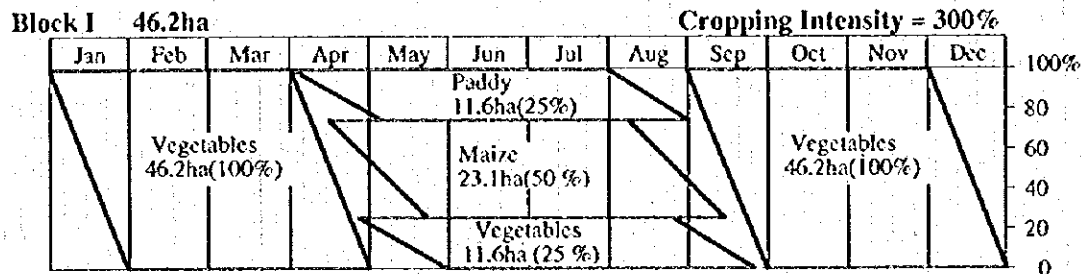 Block I 46.2ha Cropping Intensity = 300%
Jan Feb Mar Apr May Jun Jul Aug Sep Oct Nov Dec
100%
Paddy
11.6ha(25%)
80
Vegetables
46.2ha(100%)
Maize
23.1ha(50 %)
Vegetables
46.2ha(100%)
60
40
20
Vegetables
11.6ha (25 %)
0